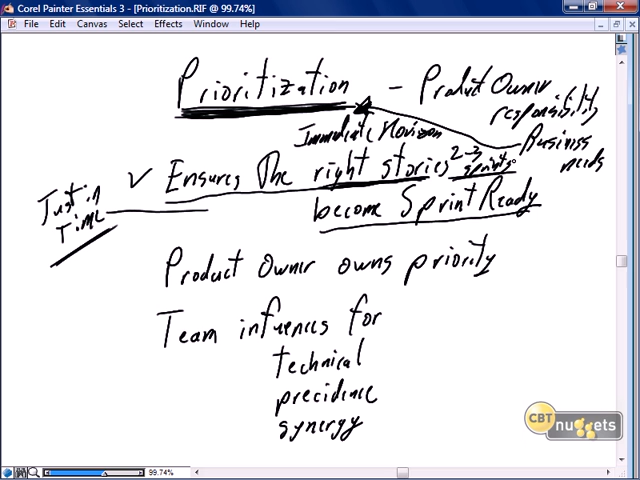 Corel Painter Essentials 3 - [Prioritization.RIF @ 99.74%]
File Edit Canvas Select Effects Window Help
Prioritization - Product Owner
responsibility
Immediate Horizon
Business
needs
✓ Ensures The right stories 2-3 sprints
become Sprint Ready
Just in
Time
Product Owner owns priority
Team influences for
technical
precidence
synergy
CBT nuggets
99.74%